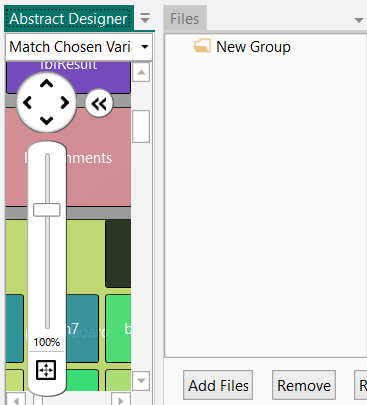 Abstract Designer
Files
Match Chosen Vari
New Group
lblResult
100%
Add Files
Remove